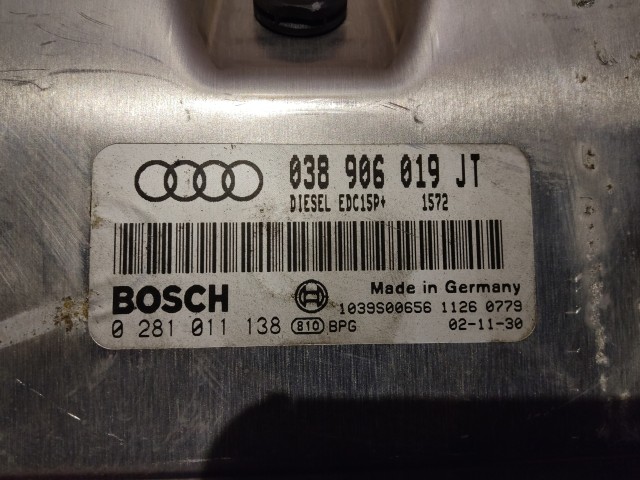 038 906 019 JT
DIESEL EDC15P+ 1572
BOSCH
Made in Germany
1039S00656 1126 0779
0 281 011 138 810 BPG 02-11-30